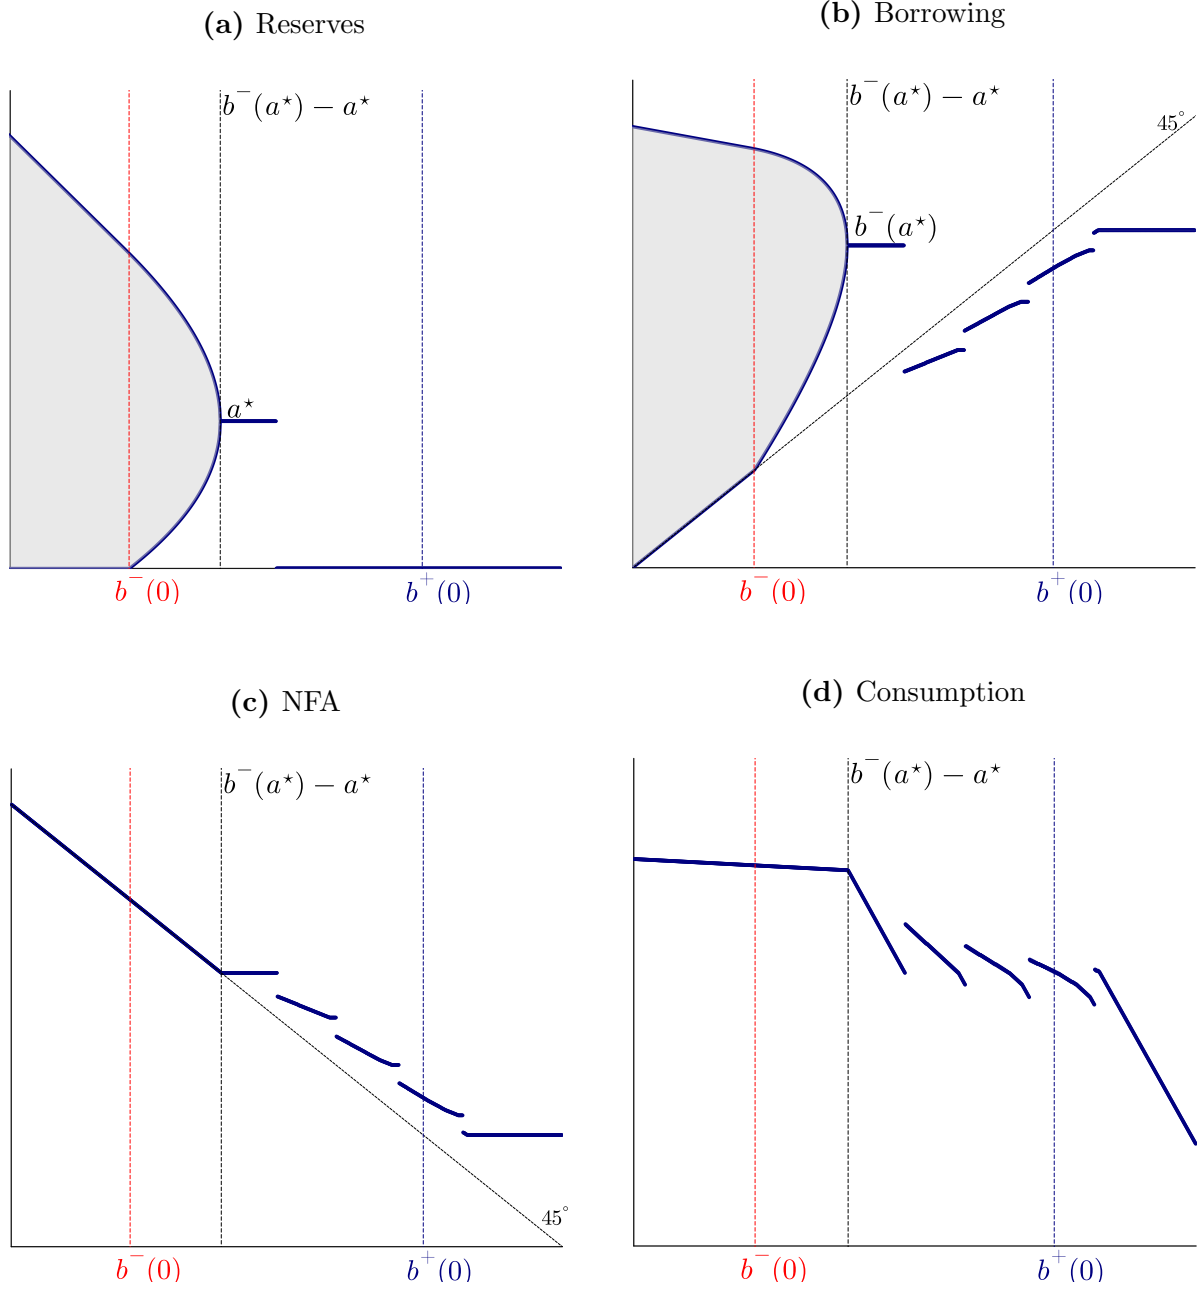 (a) Reserves
b⁻(a⋆) − a⋆
a⋆
b⁻(0)
b⁺(0)
(b) Borrowing
b⁻(a⋆) − a⋆
45°
b⁻(a⋆)
b⁻(0)
b⁺(0)
(c) NFA
b⁻(a⋆) − a⋆
45°
b⁻(0)
b⁺(0)
(d) Consumption
b⁻(a⋆) − a⋆
b⁻(0)
b⁺(0)